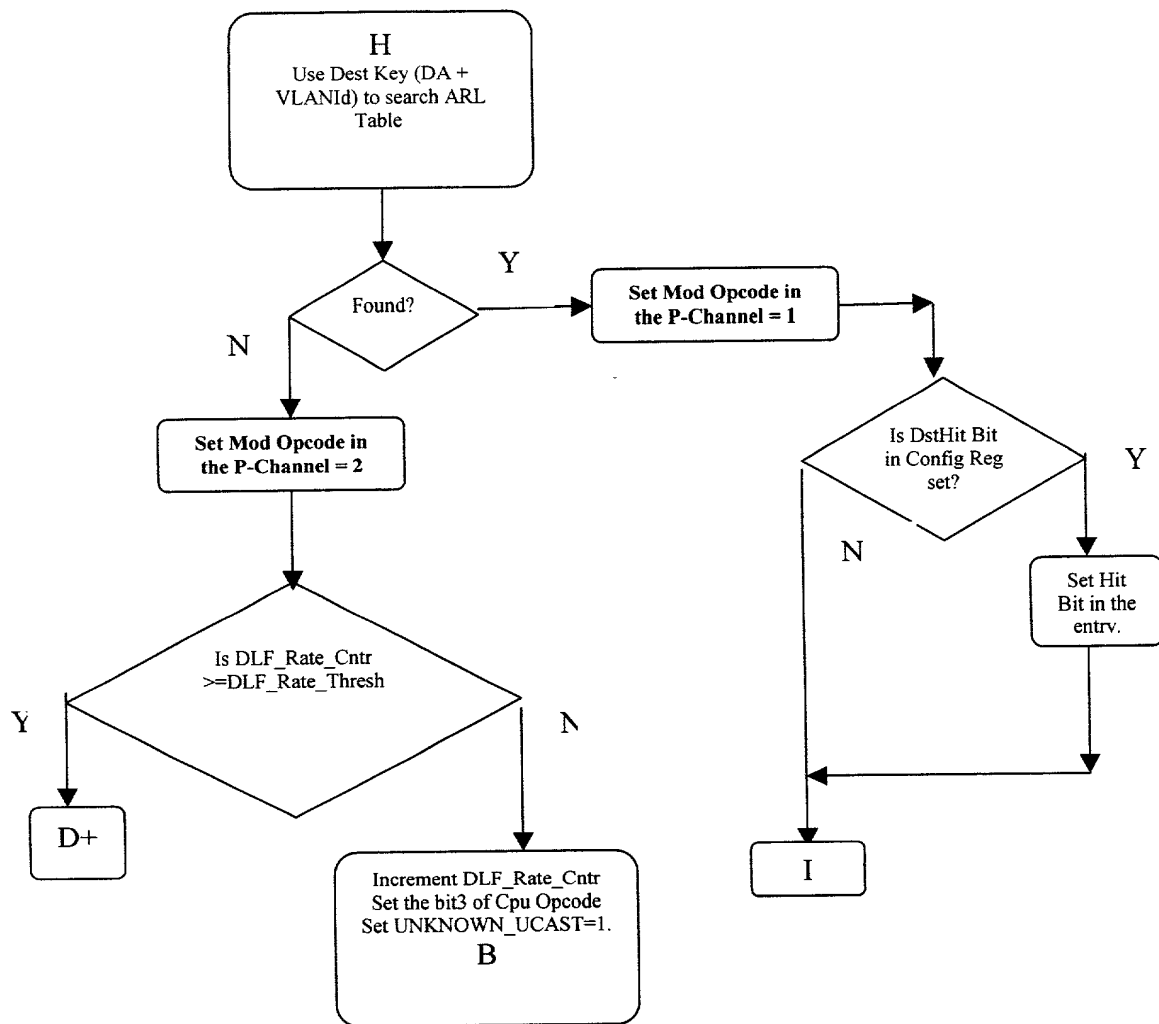 H
Use Dest Key (DA +
VLANId) to search ARL
Table
Found?
Y
N
Set Mod Opcode in
the P-Channel = 1
Set Mod Opcode in
the P-Channel = 2
Is DstHit Bit
in Config Reg
set?
Y
N
Set Hit
Bit in the
entry.
Is DLF_Rate_Cntr
>=DLF_Rate_Thresh
Y
N
D+
Increment DLF_Rate_Cntr
Set the bit3 of Cpu Opcode
Set UNKNOWN_UCAST=1.
B
I